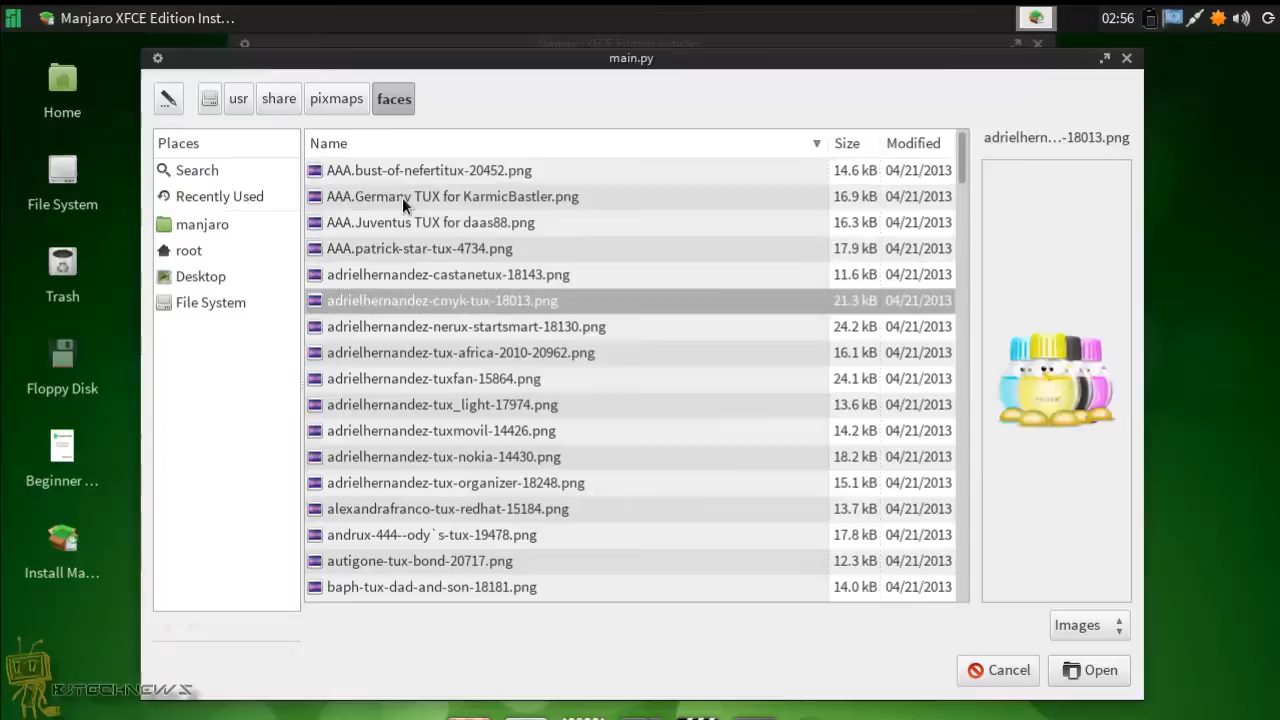 Manjaro XFCE Edition Inst...
02:56
Manjaro XFCE Edition Installer
main.py
usr share pixmaps faces
Places
Search
Recently Used
manjaro
root
Desktop
File System
Name Size Modified
AAA.bust-of-nefertitux-20452.png 14.6 kB 04/21/2013
AAA.Germany TUX for KarmicBastler.png 16.9 kB 04/21/2013
AAA.Juventus TUX for daas88.png 16.3 kB 04/21/2013
AAA.patrick-star-tux-4734.png 17.9 kB 04/21/2013
adrielhernandez-castanetux-18143.png 11.6 kB 04/21/2013
adrielhernandez-cmyk-tux-18013.png 21.3 kB 04/21/2013
adrielhernandez-nerux-startsmart-18130.png 24.2 kB 04/21/2013
adrielhernandez-tux-africa-2010-20962.png 16.1 kB 04/21/2013
adrielhernandez-tuxfan-15864.png 24.1 kB 04/21/2013
adrielhernandez-tux_light-17974.png 13.6 kB 04/21/2013
adrielhernandez-tuxmovil-14426.png 14.2 kB 04/21/2013
adrielhernandez-tux-nokia-14430.png 18.2 kB 04/21/2013
adrielhernandez-tux-organizer-18248.png 15.1 kB 04/21/2013
alexandrafranco-tux-redhat-15184.png 13.7 kB 04/21/2013
andrux-444--ody`s-tux-19478.png 17.8 kB 04/21/2013
autigone-tux-bond-20717.png 12.3 kB 04/21/2013
baph-tux-dad-and-son-18181.png 14.0 kB 04/21/2013
adrielhern...-18013.png
Images
Cancel Open
Home
File System
Trash
Floppy Disk
Beginner ...
Install Ma...
BJTECHNEWS